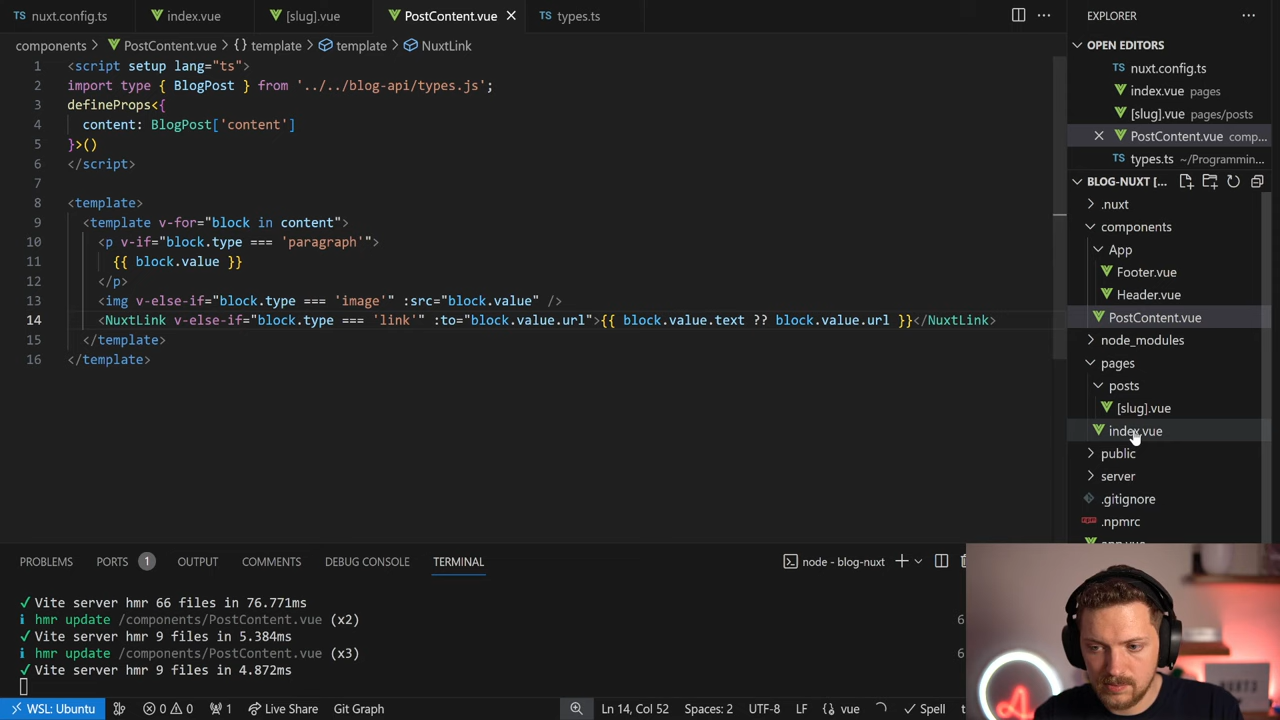 nuxt.config.ts index.vue [slug].vue PostContent.vue types.ts
components PostContent.vue {} template template NuxtLink
1 <script setup lang="ts">
2 import type { BlogPost } from '../../blog-api/types.js';
3 defineProps<{
4 content: BlogPost['content']
5 }>()
6 </script>
7
8 <template>
9 <template v-for="block in content">
10 <p v-if="block.type === 'paragraph'">
11 {{ block.value }}
12 </p>
13 <img v-else-if="block.type === 'image'" :src="block.value" />
14 <NuxtLink v-else-if="block.type === 'link'" :to="block.value.url">{{ block.value.text ?? block.value.url }}</NuxtLink>
15 </template>
16 </template>
EXPLORER
OPEN EDITORS
TS nuxt.config.ts
index.vue pages
[slug].vue pages/posts
PostContent.vue comp...
TS types.ts ~/Programmin...
BLOG-NUXT [...
.nuxt
components
App
Footer.vue
Header.vue
PostContent.vue
node_modules
pages
posts
[slug].vue
index.vue
public
server
.gitignore
.npmrc
PROBLEMS PORTS 1 OUTPUT COMMENTS DEBUG CONSOLE TERMINAL
node - blog-nuxt
✓ Vite server hmr 66 files in 76.771ms
ℹ hmr update /components/PostContent.vue (x2)
✓ Vite server hmr 9 files in 5.384ms
ℹ hmr update /components/PostContent.vue (x3)
✓ Vite server hmr 9 files in 4.872ms
WSL: Ubuntu 0 0 1 Live Share Git Graph Ln 14, Col 52 Spaces: 2 UTF-8 LF {} vue Spell